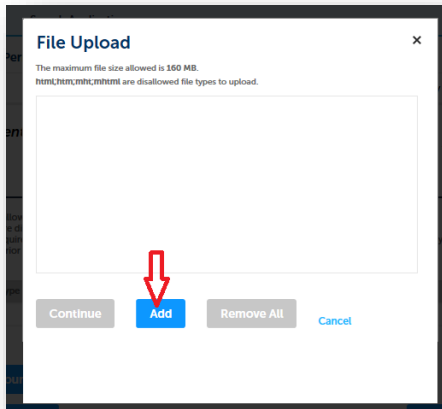 File Upload ×
The maximum file size allowed is 160 MB.
html;htm;mht;mhtml are disallowed file types to upload.
Continue Add Remove All Cancel